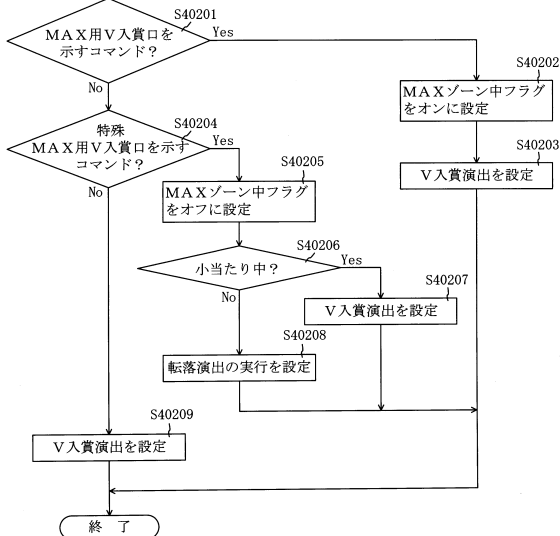 S40201
MAX用V入賞口を
示すコマンド?
Yes
No
S40202
MAXゾーン中フラグ
をオンに設定
S40203
V入賞演出を設定
S40204
特殊
MAX用V入賞口を示す
コマンド?
Yes
No
S40205
MAXゾーン中フラグ
をオフに設定
S40206
小当たり中?
Yes
No
S40207
V入賞演出を設定
S40208
転落演出の実行を設定
S40209
V入賞演出を設定
終 了